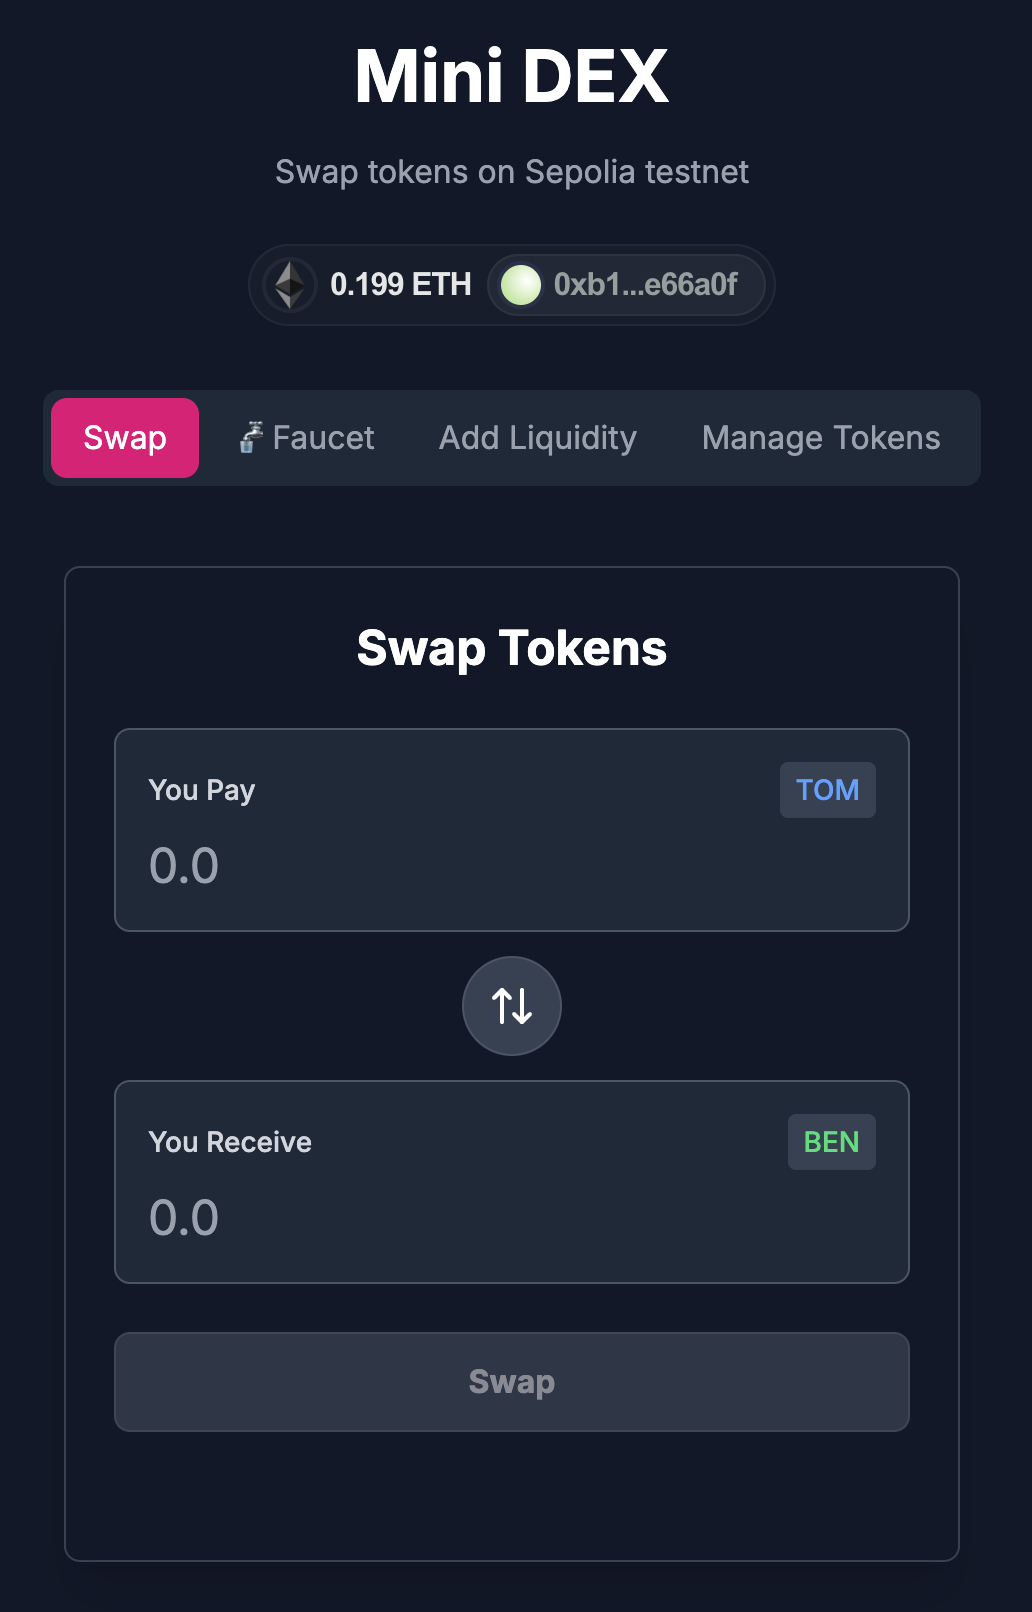 Mini DEX
Swap tokens on Sepolia testnet
0.199 ETH 0xb1...e66a0f
Swap Faucet Add Liquidity Manage Tokens
Swap Tokens
You Pay TOM
0.0
You Receive BEN
0.0
Swap